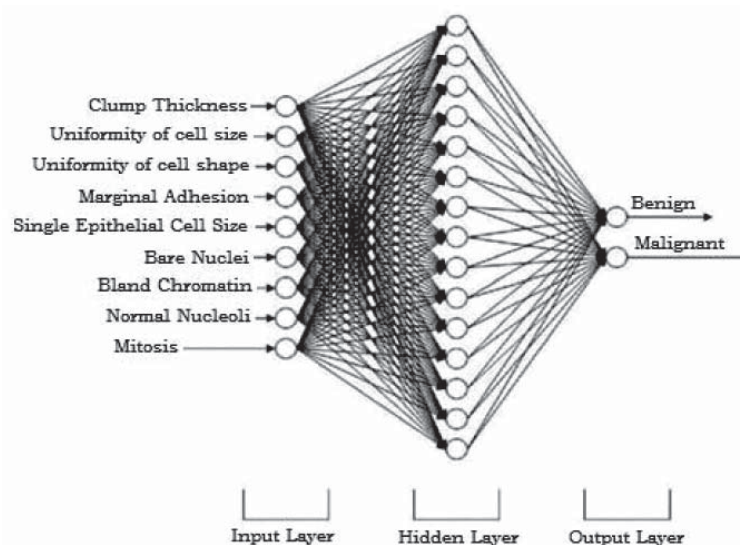 Clump Thickness
Uniformity of cell size
Uniformity of cell shape
Marginal Adhesion
Single Epithelial Cell Size
Bare Nuclei
Bland Chromatin
Normal Nucleoli
Mitosis
Benign
Malignant
Input Layer
Hidden Layer
Output Layer